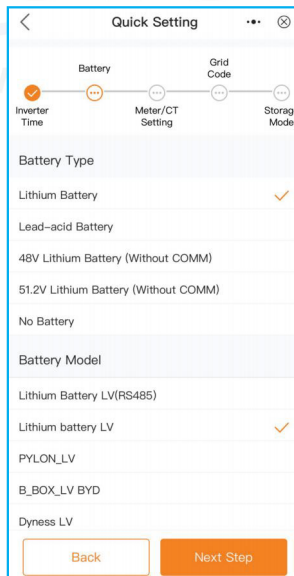 Quick Setting
Battery
Grid
Code
Inverter
Time
Meter/CT
Setting
Storag
Mode
Battery Type
Lithium Battery
Lead-acid Battery
48V Lithium Battery (Without COMM)
51.2V Lithium Battery (Without COMM)
No Battery
Battery Model
Lithium Battery LV(RS485)
Lithium battery LV
PYLON_LV
B_BOX_LV BYD
Dyness LV
Back
Next Step